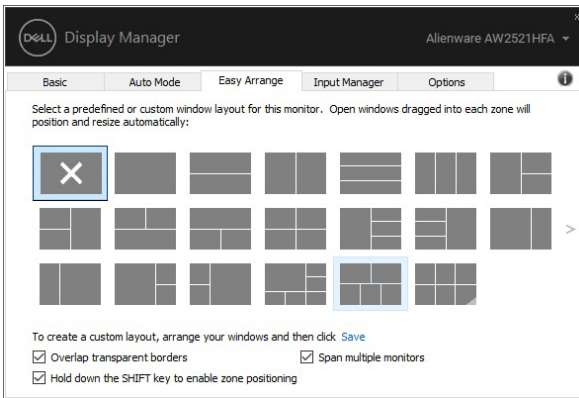 DELL Display Manager
Alienware AW2521HFA
Basic Auto Mode Easy Arrange Input Manager Options
Select a predefined or custom window layout for this monitor. Open windows dragged into each zone will
position and resize automatically:
To create a custom layout, arrange your windows and then click Save
Overlap transparent borders
Span multiple monitors
Hold down the SHIFT key to enable zone positioning